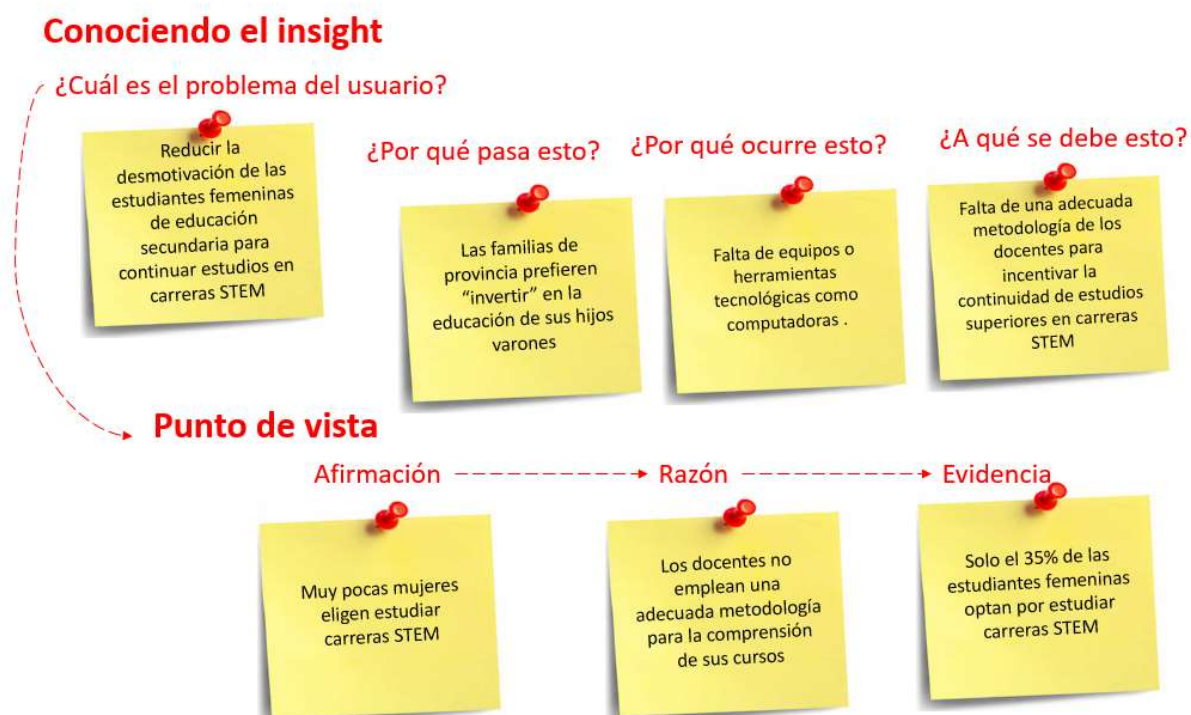 Conociendo el insight
¿Cuál es el problema del usuario?
Reducir la
desmotivación de las
estudiantes femeninas
de educación
secundaria para
continuar estudios en
carreras STEM
¿Por qué pasa esto?
Las familias de
provincia prefieren
“invertir” en la
educación de sus hijos
varones
¿Por qué ocurre esto?
Falta de equipos o
herramientas
tecnológicas como
computadoras .
¿A qué se debe esto?
Falta de una adecuada
metodología de los
docentes para
incentivar la
continuidad de estudios
superiores en carreras
STEM
Punto de vista
Afirmación
Muy pocas mujeres
eligen estudiar
carreras STEM
Razón
Los docentes no
emplean una
adecuada metodología
para la comprensión
de sus cursos
Evidencia
Solo el 35% de las
estudiantes femeninas
optan por estudiar
carreras STEM